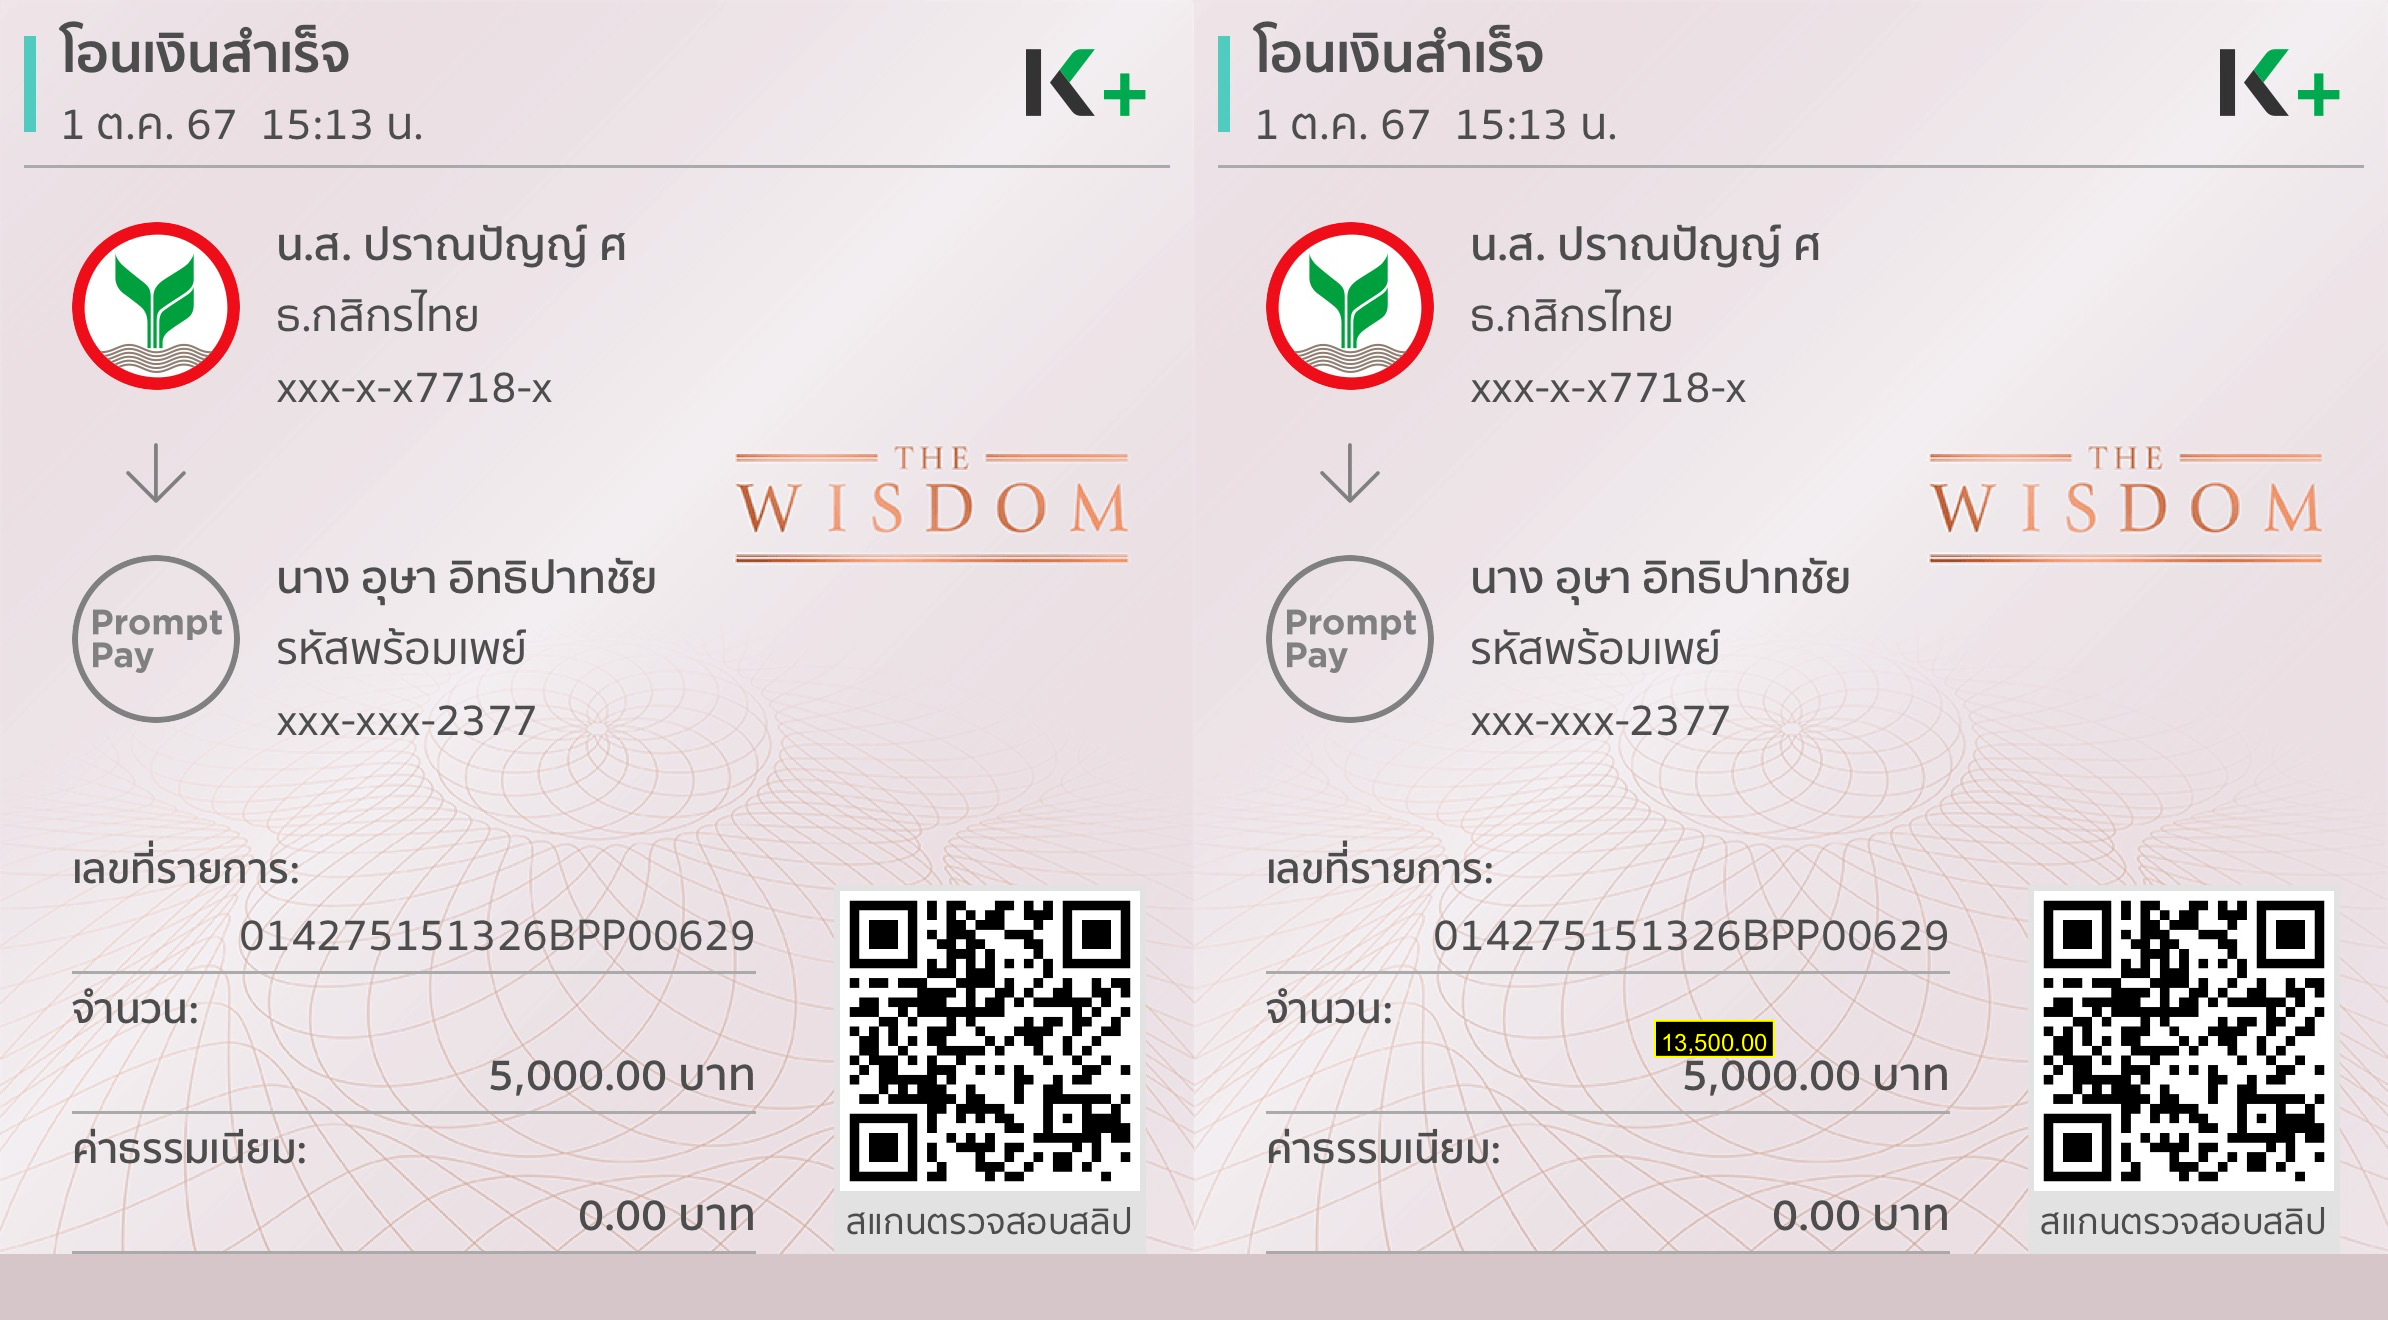 โอนเงินสำเร็จ
1 ต.ค. 67 15:13 น.
K+
น.ส. ปราณปัญญ์ ศ
ธ.กสิกรไทย
xxx-x-x7718-x
THE
WISDOM
นาง อุษา อิทธิปาทชัย
รหัสพร้อมเพย์
xxx-xxx-2377
Prompt
Pay
เลขที่รายการ:
014275151326BPP00629
จำนวน:
5,000.00 บาท
ค่าธรรมเนียม:
0.00 บาท
สแกนตรวจสอบสลิป
โอนเงินสำเร็จ
1 ต.ค. 67 15:13 น.
K+
น.ส. ปราณปัญญ์ ศ
ธ.กสิกรไทย
xxx-x-x7718-x
THE
WISDOM
นาง อุษา อิทธิปาทชัย
รหัสพร้อมเพย์
xxx-xxx-2377
Prompt
Pay
เลขที่รายการ:
014275151326BPP00629
จำนวน:
13,500.00
5,000.00 บาท
ค่าธรรมเนียม:
0.00 บาท
สแกนตรวจสอบสลิป